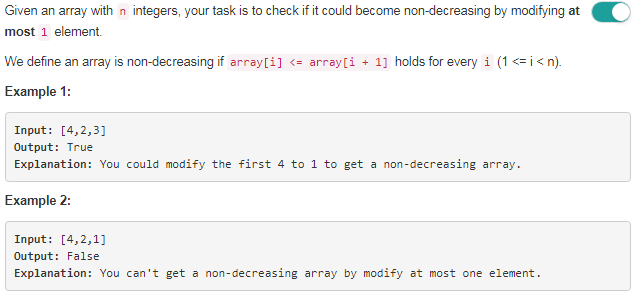 Given an array with n integers, your task is to check if it could become non-decreasing by modifying at
most 1 element.
We define an array is non-decreasing if array[i] <= array[i + 1] holds for every i (1 <= i < n).
Example 1:
Input: [4,2,3]
Output: True
Explanation: You could modify the first 4 to 1 to get a non-decreasing array.
Example 2:
Input: [4,2,1]
Output: False
Explanation: You can't get a non-decreasing array by modify at most one element.